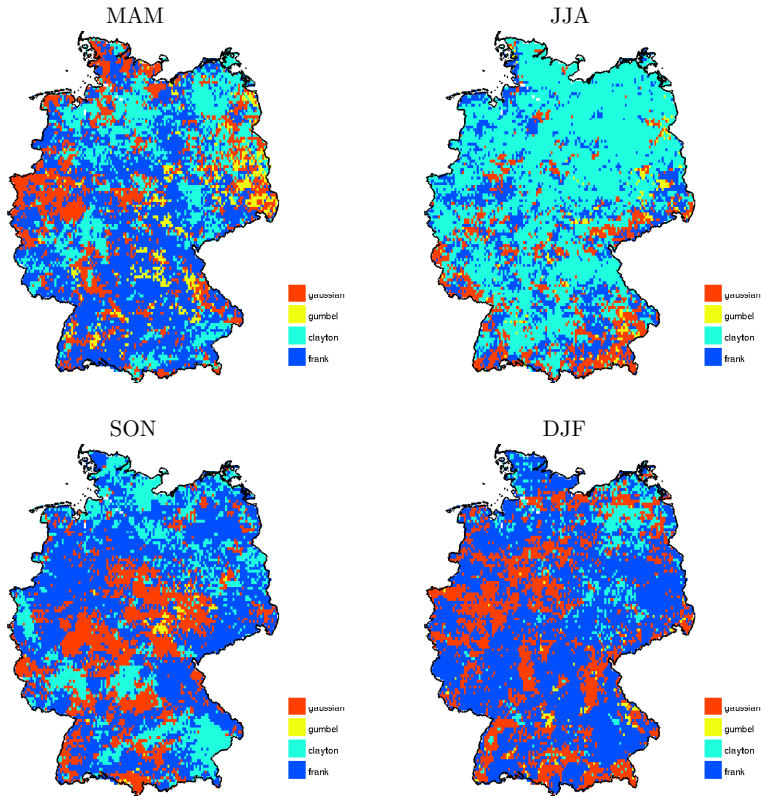 MAM
JJA
gaussian
gumbel
clayton
frank
gaussian
gumbel
clayton
frank
SON
DJF
gaussian
gumbel
clayton
frank
gaussian
gumbel
clayton
frank